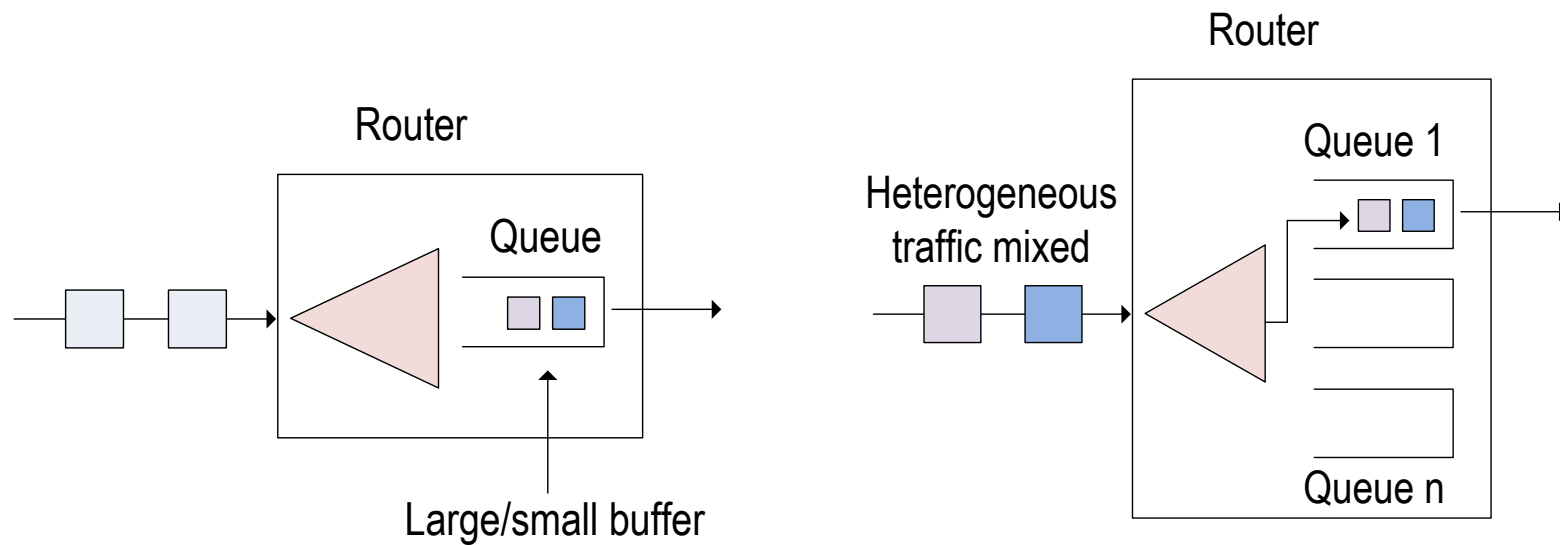 Router
Queue
Large/small buffer
Router
Heterogeneous
traffic mixed
Queue 1
Queue n